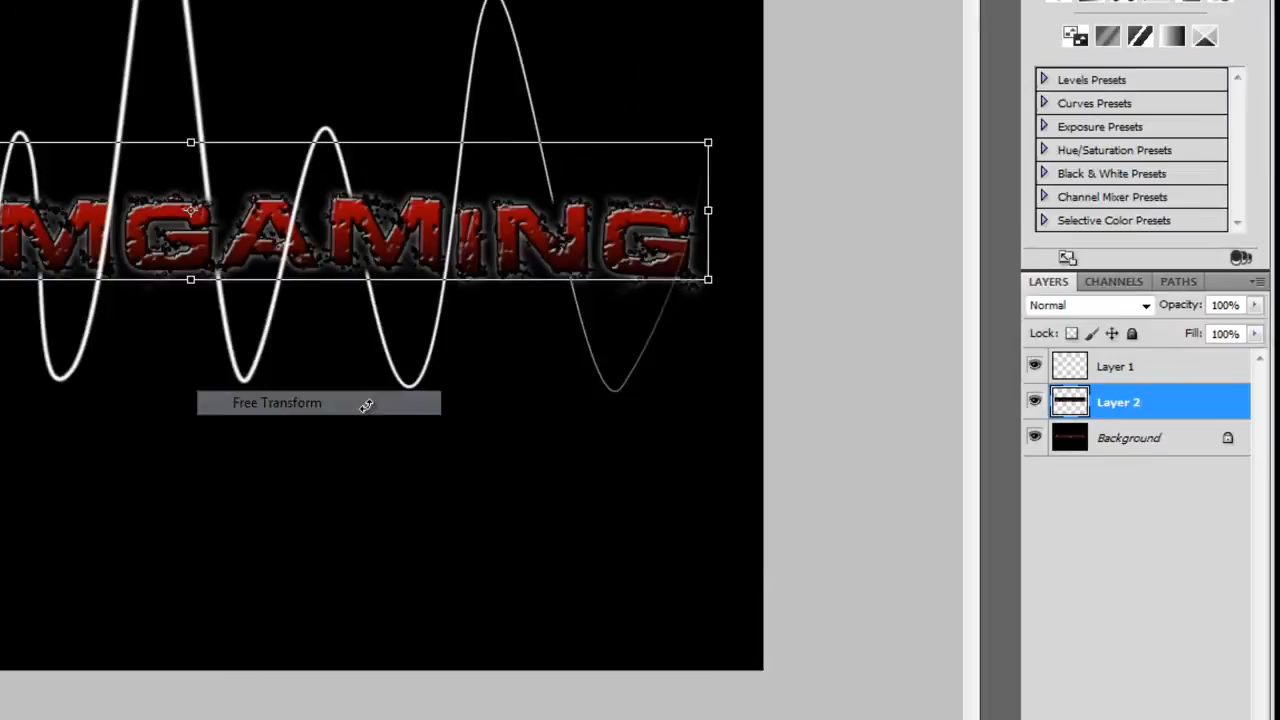 Levels Presets
Curves Presets
Exposure Presets
Hue/Saturation Presets
Black & White Presets
Channel Mixer Presets
Selective Color Presets
MGAMING
Free Transform
LAYERS CHANNELS PATHS
Normal Opacity: 100%
Lock: Fill: 100%
Layer 1
Layer 2
Background